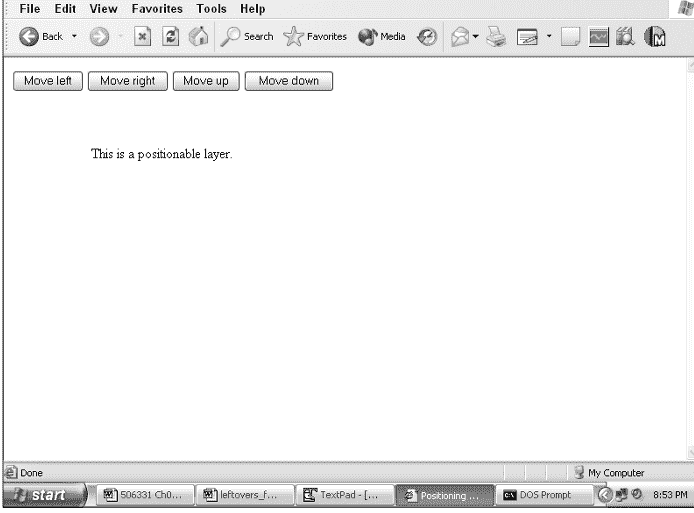 File Edit View Favorites Tools Help
Back Search Favorites Media
Move left Move right Move up Move down
This is a positionable layer.
Done My Computer
start 506331 Ch0... leftovers_f... TextPad - [... Positioning ... DOS Prompt 8:53 PM